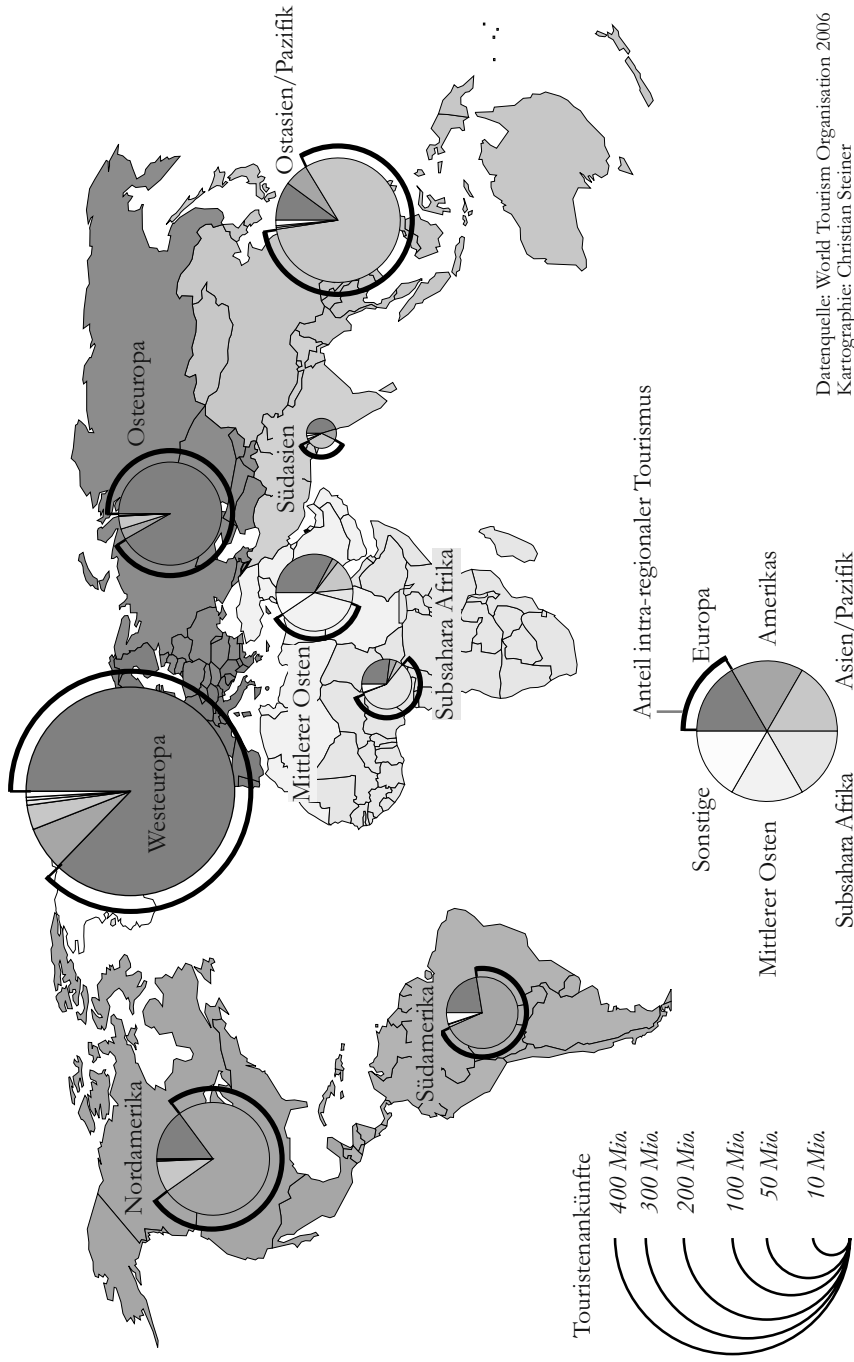 Nordamerika
Westeuropa
Osteuropa
Ostasien/Pazifik
Südasien
Mittlerer Osten
Subsahara Afrika
Südamerika
Touristenankünfte
400 Mio.
300 Mio.
200 Mio.
100 Mio.
50 Mio.
10 Mio.
Anteil intra-regionaler Tourismus
Sonstige
Europa
Mittlerer Osten
Amerikas
Subsahara Afrika
Asien/Pazifik
Datenquelle: World Tourism Organisation 2006
Kartographie: Christian Steiner